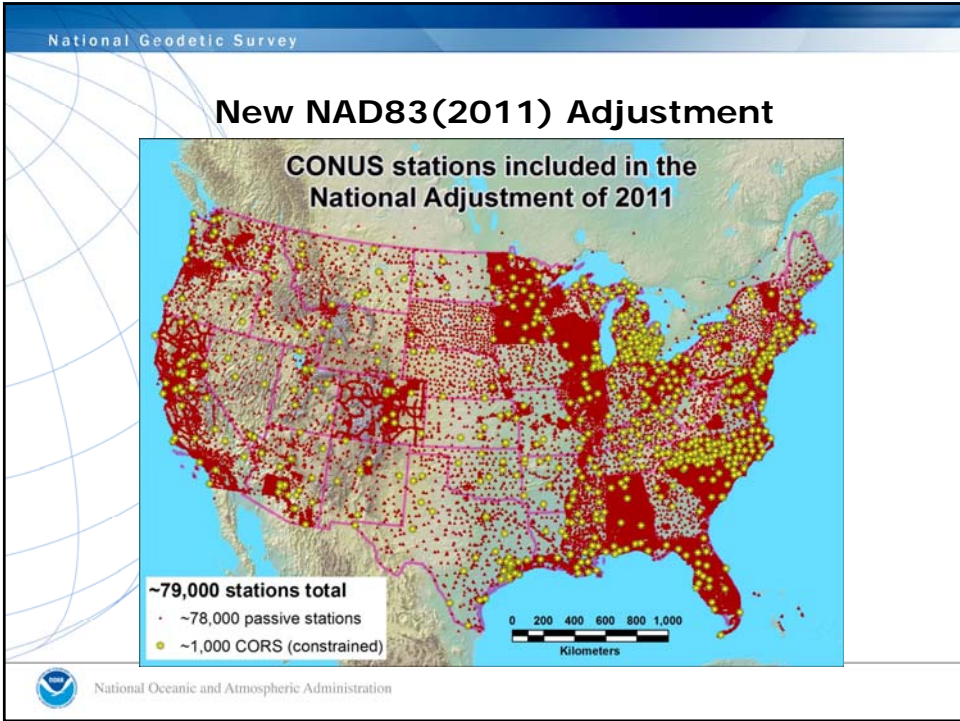 National Geodetic Survey
New NAD83(2011) Adjustment
CONUS stations included in the
National Adjustment of 2011
~79,000 stations total
~78,000 passive stations
~1,000 CORS (constrained)
0 200 400 600 800 1,000
Kilometers
NOAA
National Oceanic and Atmospheric Administration